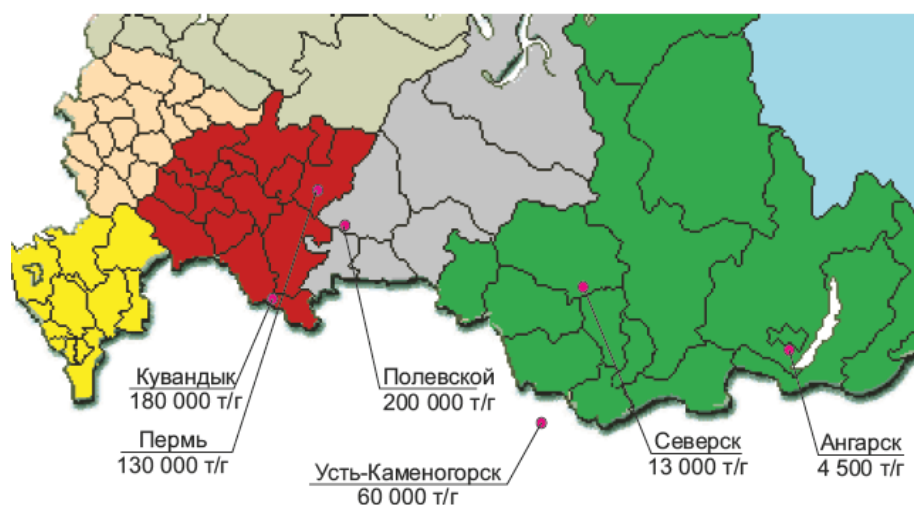 Кувандык
180 000 т/г
Полевской
200 000 т/г
Пермь
130 000 т/г
Усть-Каменогорск
60 000 т/г
Северск
13 000 т/г
Ангарск
4 500 т/г